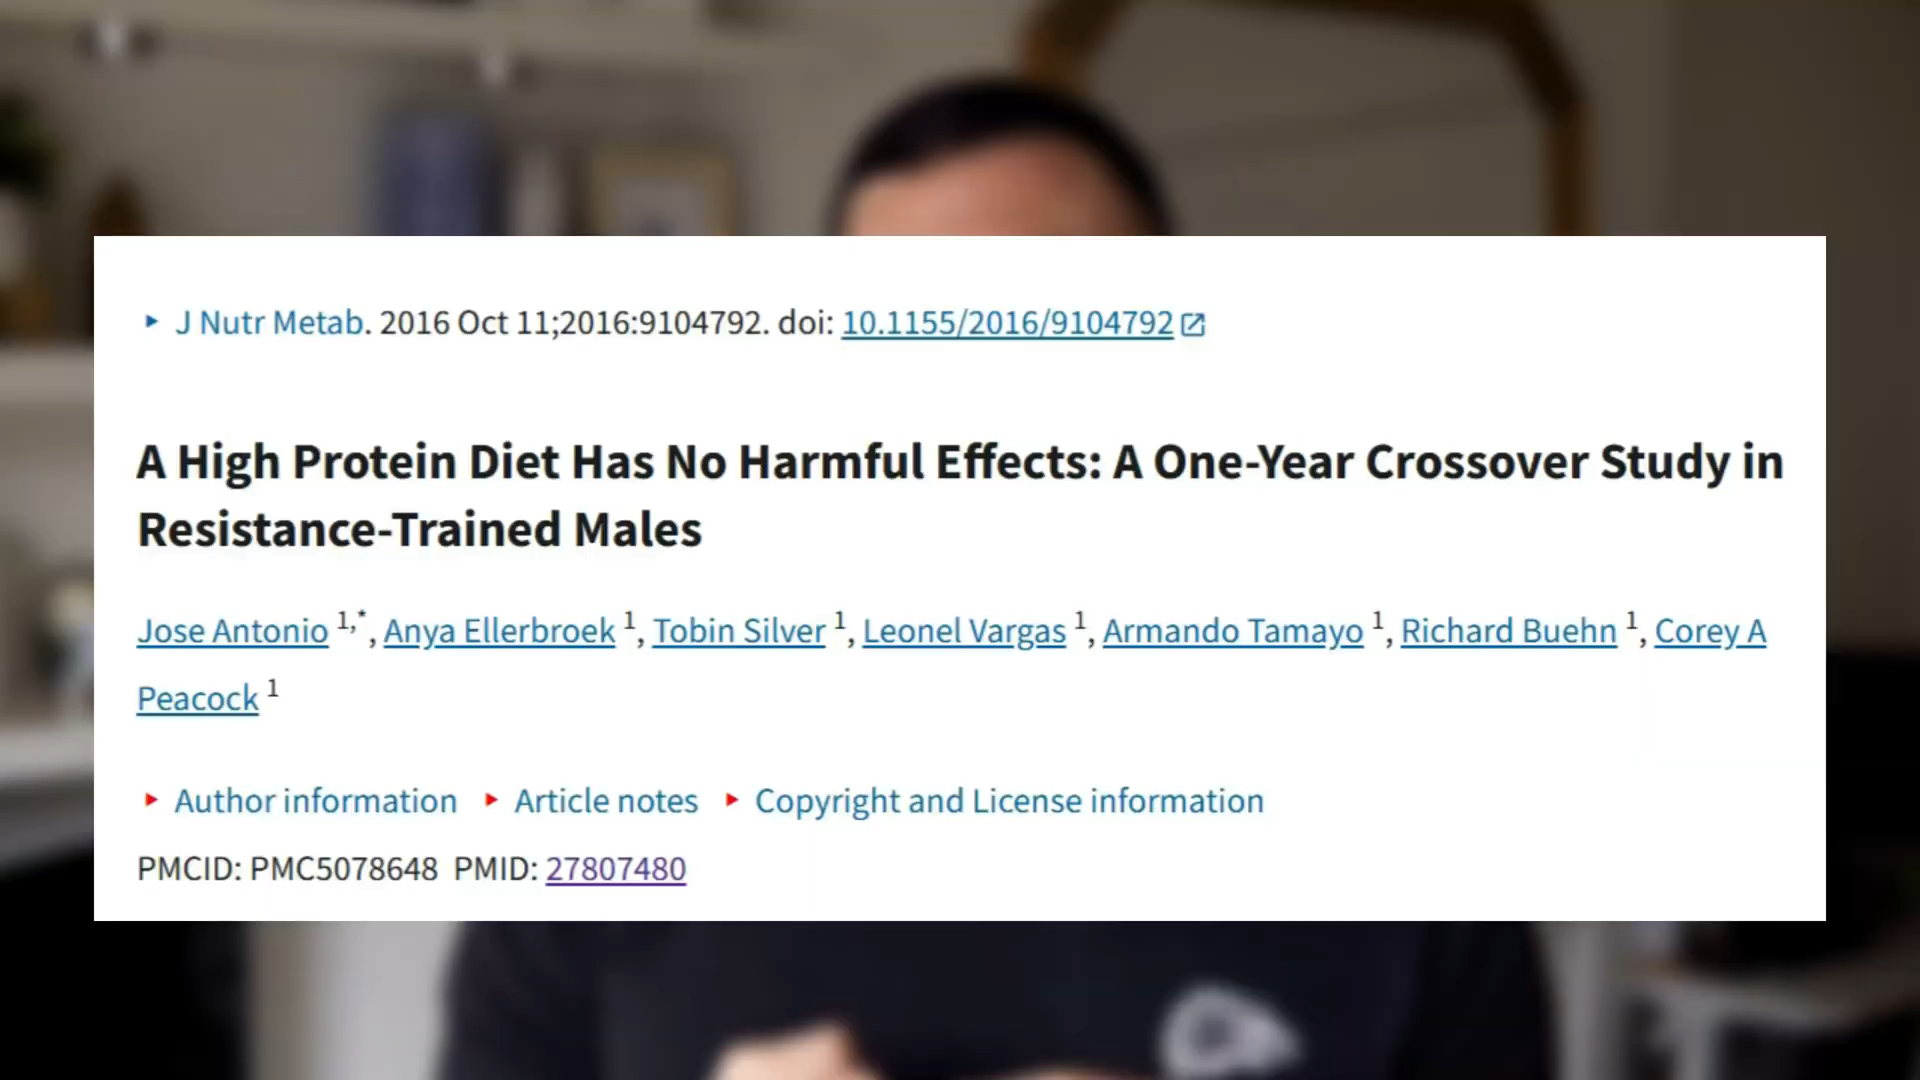 J Nutr Metab. 2016 Oct 11;2016:9104792. doi: 10.1155/2016/9104792
A High Protein Diet Has No Harmful Effects: A One-Year Crossover Study in
Resistance-Trained Males
Jose Antonio 1,*, Anya Ellerbroek 1, Tobin Silver 1, Leonel Vargas 1, Armando Tamayo 1, Richard Buehn 1, Corey A
Peacock 1
Author information Article notes Copyright and License information
PMCID: PMC5078648 PMID: 27807480